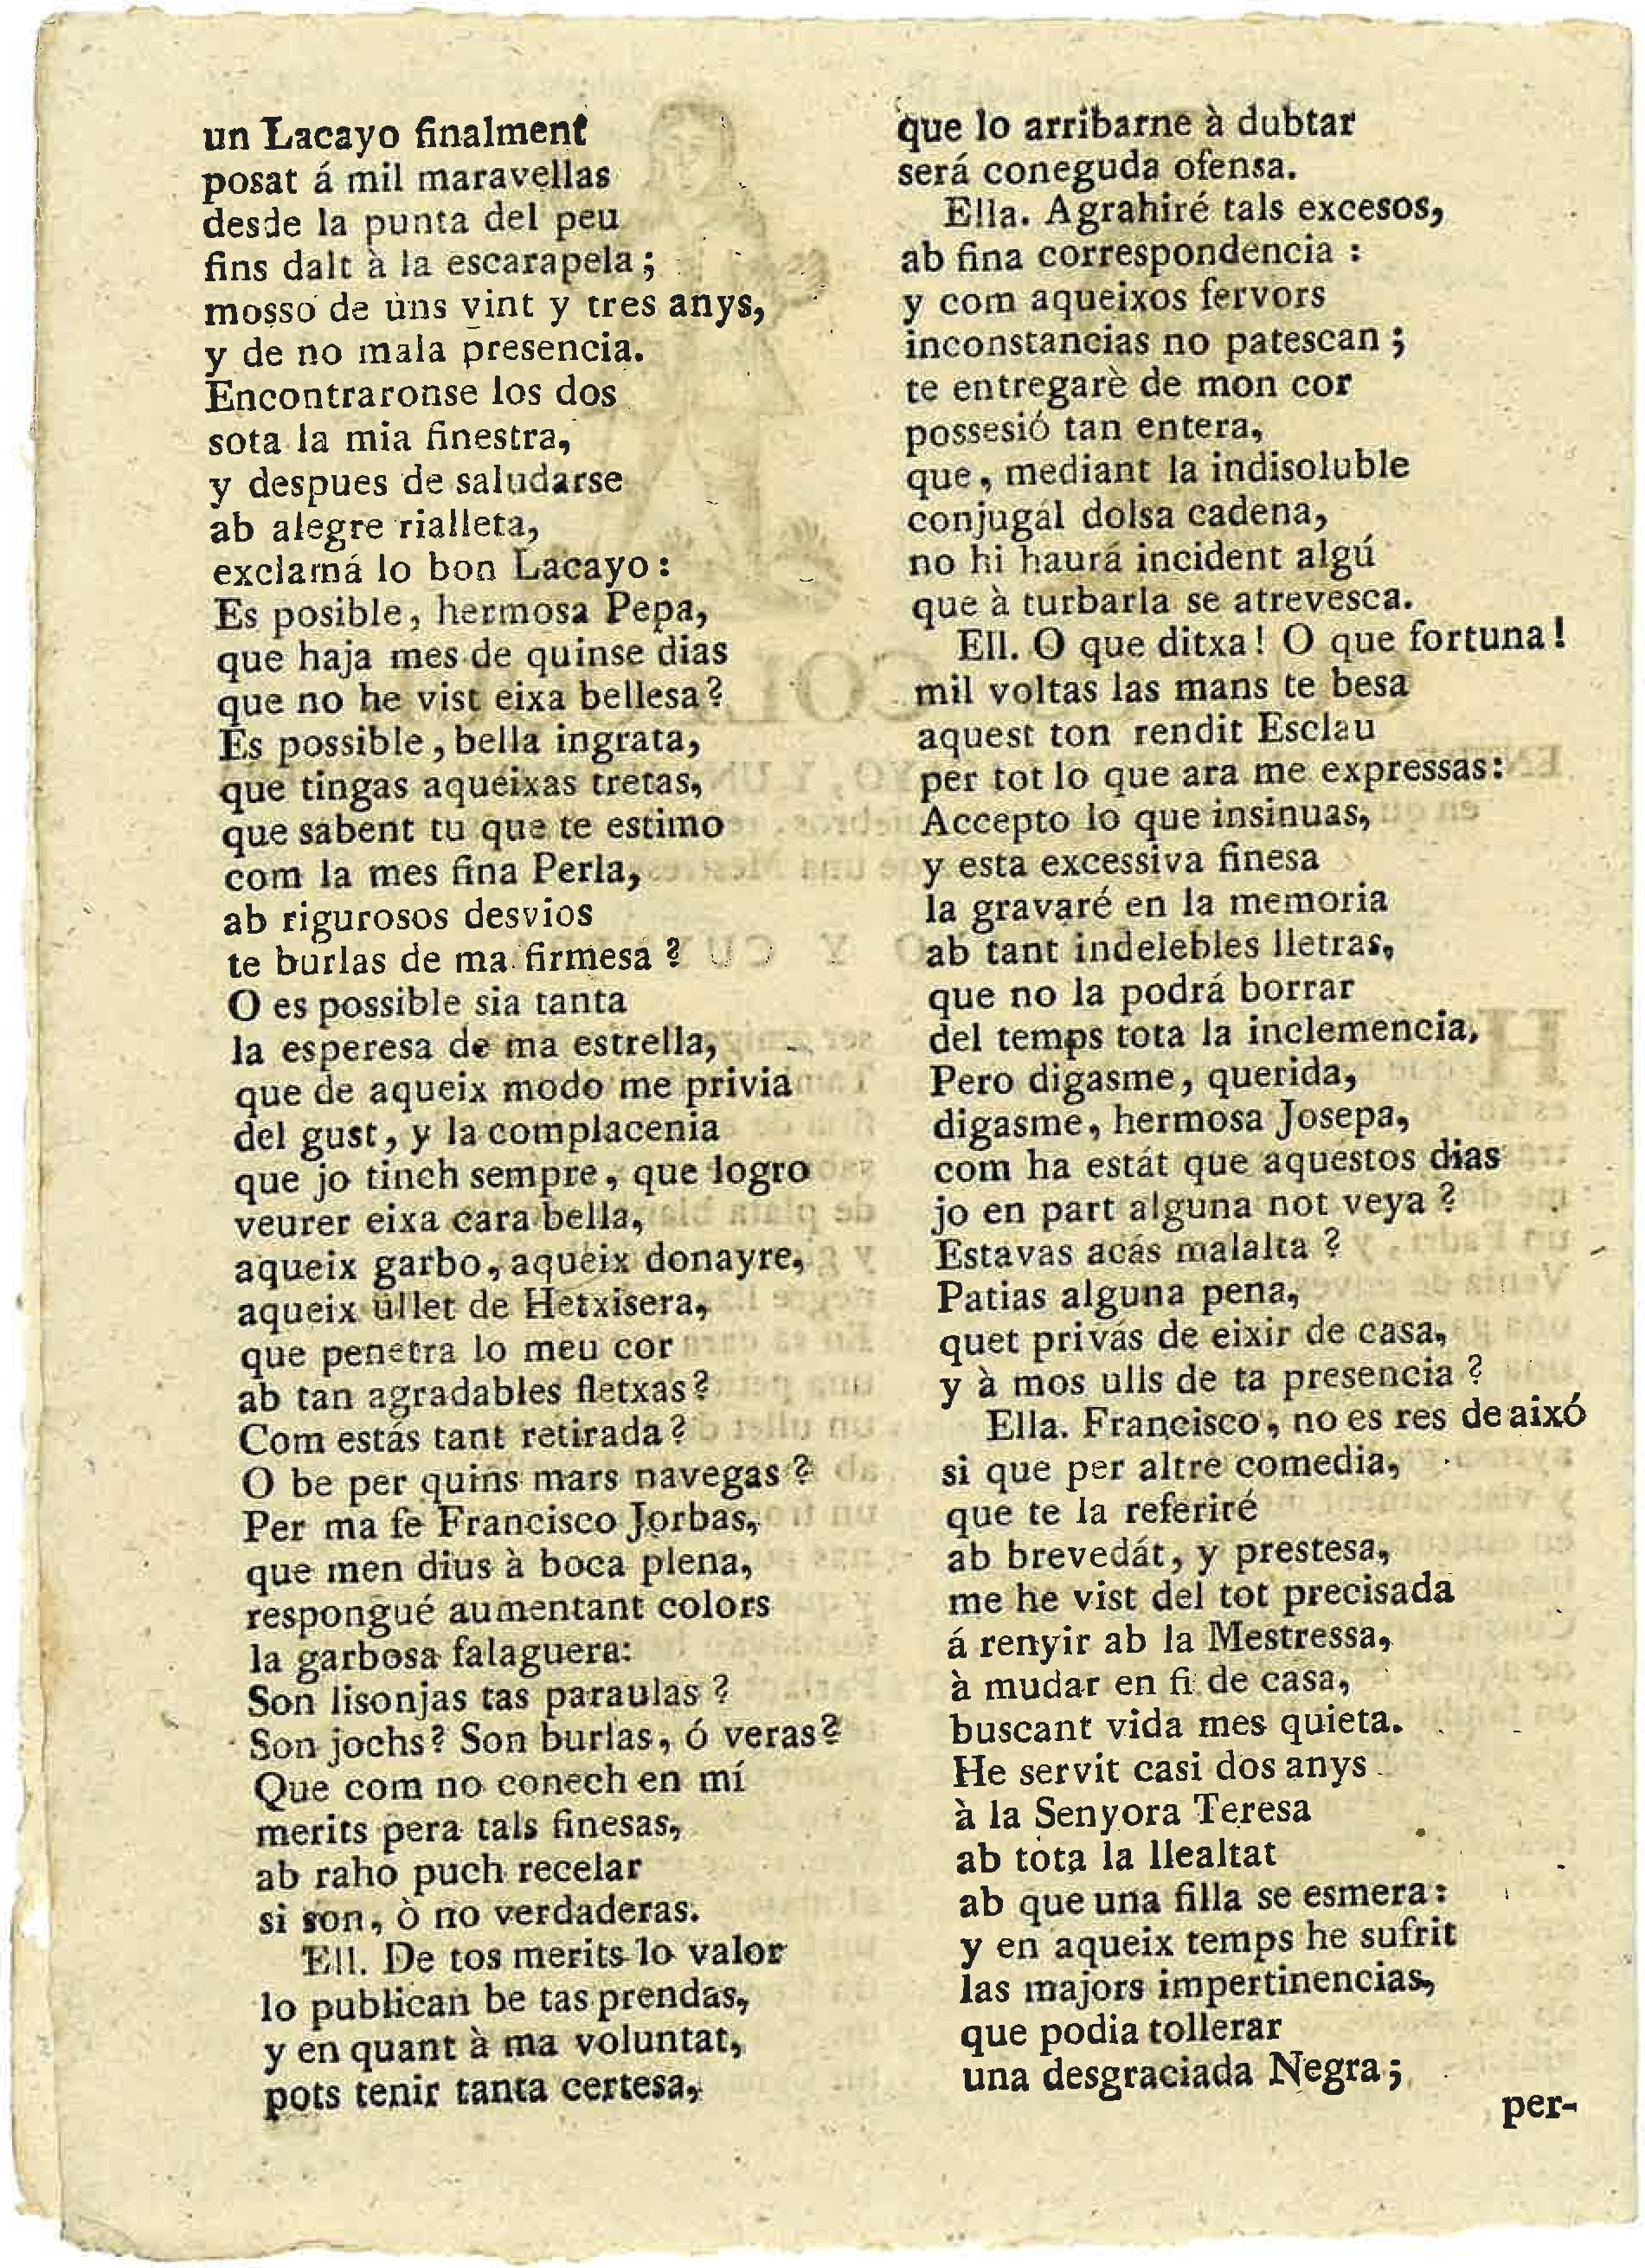 un Lacayo finalment
posat á mil maravellas
desde la punta del peu
fins dalt à la escarapela ;
mosso de uns vint y tres anys,
y de no mala presencia.
Encontraronse los dos
sota la mia finestra,
y despues de saludarse
ab alegre rialleta,
exclamá lo bon Lacayo :
Es posible, hermosa Pepa,
que haja mes de quinse dias
que no he vist eixa bellesa ?
Es possible, bella ingrata,
que tingas aqueixas tretas,
que sabent tu que te estimo
com la mes fina Perla,
ab rigurosos desvios
te burlas de ma firmesa ?
O es possible sia tanta
la esperesa de ma estrella,
que de aqueix modo me privia
del gust, y la complacenia
que jo tinch sempre, que logro
veurer eixa cara bella,
aqueix garbo, aqueix donayre,
aqueix ullet de Hetxisera,
que penetra lo meu cor
ab tan agradables fletxas ?
Com estás tant retirada ?
O be per quins mars navegas ?
Per ma fe Francisco Jorbas,
que men dius à boca plena,
respongué aumentant colors
la garbosa falaguera:
Son lisonjas tas paraulas ?
Son jochs? Son burlas, ó veras?
Que com no conech en mí
merits pera tals finesas,
ab raho puch recelar
si son, ò no verdaderas.
Ell. De tos merits lo valor
lo publican be tas prendas,
y en quant à ma voluntat,
pots tenir tanta certesa,
que lo arribarne à dubtar
será coneguda ofensa.
Ella. Agrahiré tals excesos,
ab fina correspondencia :
y com aqueixos fervors
inconstancias no patescan ;
te entregarè de mon cor
possesió tan entera,
que, mediant la indisoluble
conjugál dolsa cadena,
no hi haurá incident algú
que à turbarla se atrevesca.
Ell. O que ditxa! O que fortuna!
mil voltas las mans te besa
aquest ton rendit Esclau
per tot lo que ara me expressas:
Accepto lo que insinuas,
y esta excessiva finesa
la gravaré en la memoria
ab tant indelebles lletras,
que no la podrá borrar
del temps tota la inclemencia,
Pero digasme, querida,
digasme, hermosa Josepa,
com ha estát que aquestos dias
jo en part alguna not veya ?
Estavas acás malalta ?
Patias alguna pena,
quet privás de eixir de casa,
y à mos ulls de ta presencia ?
Ella. Francisco, no es res de aixó
si que per altre comedia,
que te la referiré
ab brevedát, y prestesa,
me he vist del tot precisada
á renyir ab la Mestressa,
à mudar en fi de casa,
buscant vida mes quieta.
He servit casi dos anys
à la Senyora Teresa
ab tota la llealtat
ab que una filla se esmera :
y en aqueix temps he sufrit
las majors impertinencias,
que podia tollerar
una desgraciada Negra ;
per-